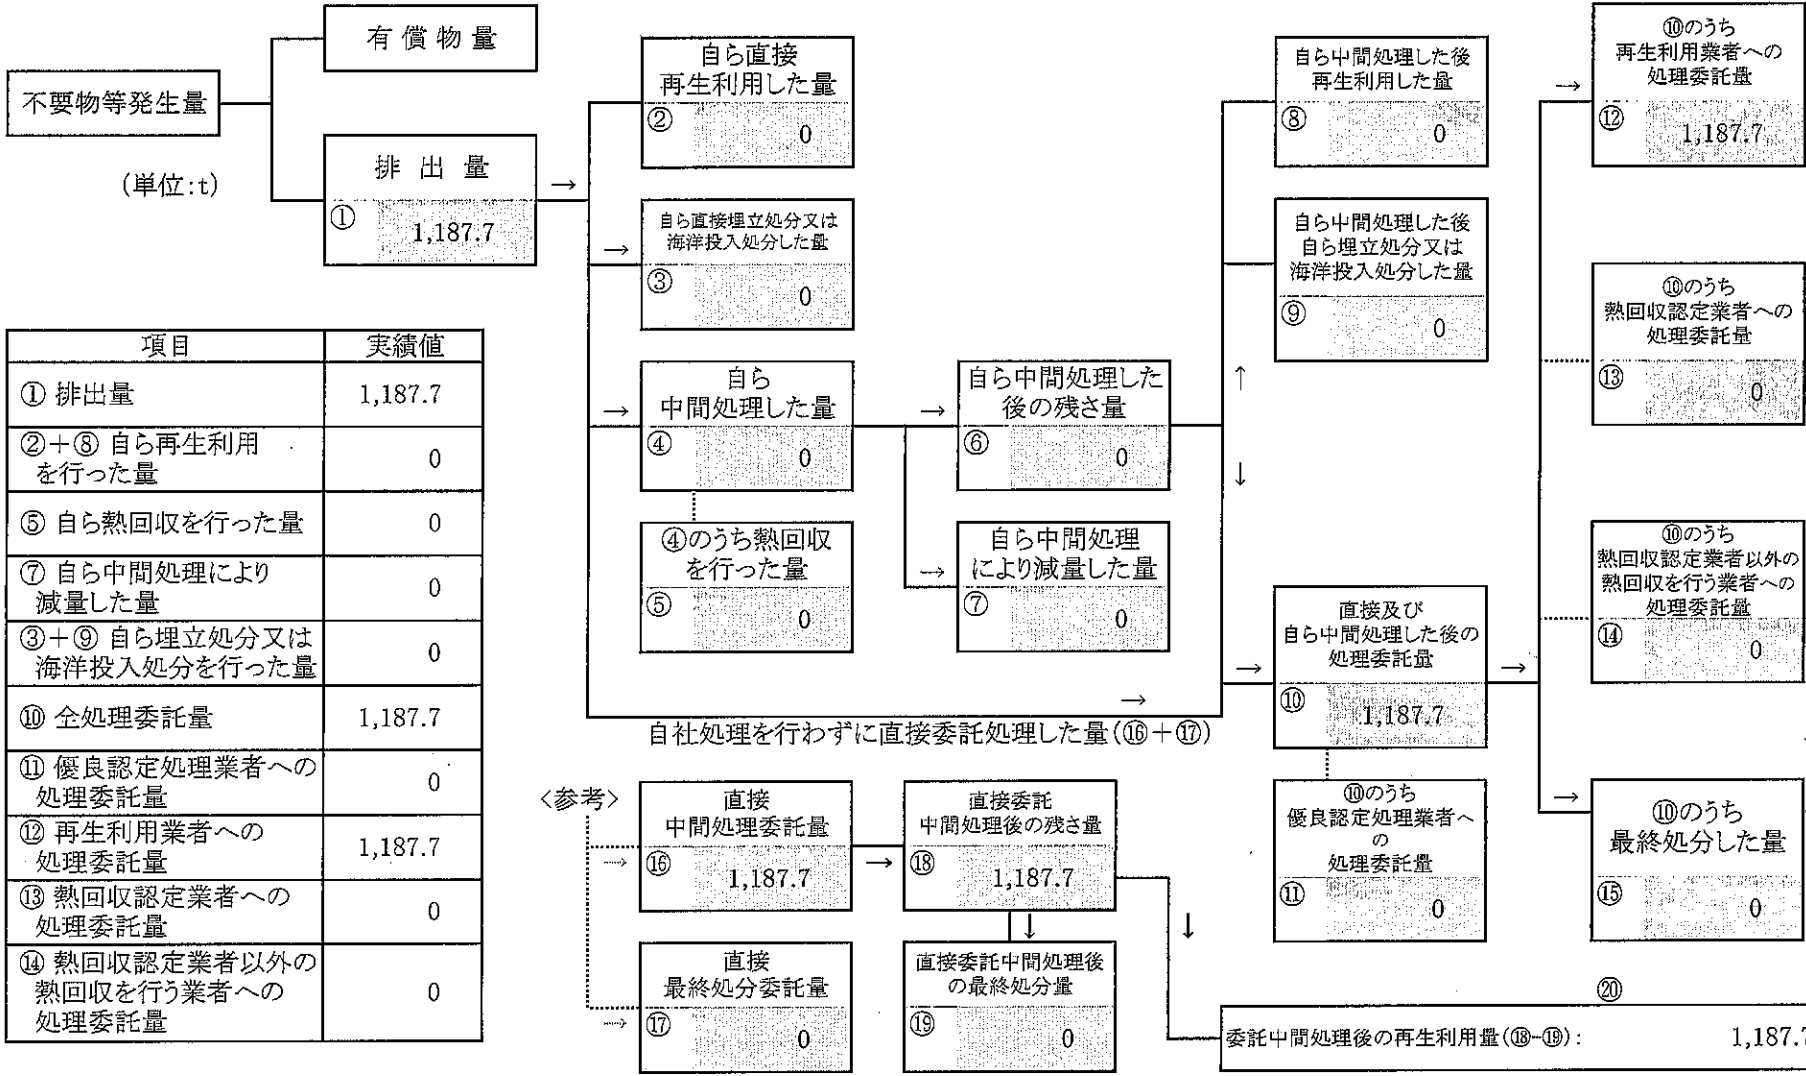 不要物等発生量
(単位:t)
有償物量
排出量
①
1,187.7
→
自ら直接
再生利用した量
②
0
→
自ら直接埋立処分又は
海洋投入処分した量
③
0
→
自ら
中間処理した量
④
0
④のうち熱回収
を行った量
⑤
0
→
自ら中間処理した
後の残さ量
⑥
0
→
自ら中間処理
により減量した量
⑦
0
自ら中間処理した後
再生利用した量
⑧
0
自ら中間処理した後
自ら埋立処分又は
海洋投入処分した量
⑨
0
↑
↓
→
直接及び
自ら中間処理した後の
処理委託量
⑩
1,187.7
→
⑩のうち
優良認定処理業者へ
の
処理委託量
⑪
0
→
⑩のうち
再生利用業者への
処理委託量
⑫
1,187.7
⑩のうち
熱回収認定業者への
処理委託量
⑬
0
⑩のうち
熱回収認定業者以外の
熱回収を行う業者への
処理委託量
⑭
0
→
⑩のうち
最終処分した量
⑮
0
→
自社処理を行わずに直接委託処理した量(⑯+⑰)
<参考>
→
直接
中間処理委託量
⑯
1,187.7
→
直接
最終処分委託量
⑰
0
→
直接委託
中間処理後の残さ量
⑱
1,187.7
↓
直接委託中間処理後
の最終処分量
⑲
0
↓
⑳
委託中間処理後の再生利用量(⑱-⑲):
1,187.7
項目 実績値
① 排出量 1,187.7
②+⑧ 自ら再生利用
を行った量 0
⑤ 自ら熱回収を行った量 0
⑦ 自ら中間処理により
減量した量 0
③+⑨ 自ら埋立処分又は
海洋投入処分を行った量 0
⑩ 全処理委託量 1,187.7
⑪ 優良認定処理業者への
処理委託量 0
⑫ 再生利用業者への
処理委託量 1,187.7
⑬ 熱回収認定業者への
処理委託量 0
⑭ 熱回収認定業者以外の
熱回収を行う業者への
処理委託量 0